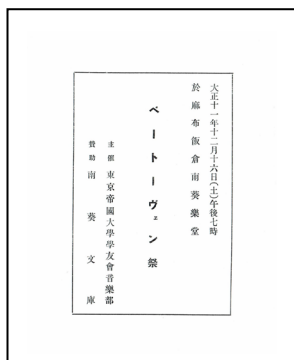 大正十一年十二月十六日(土)午後七時
於麻布飯倉南葵樂堂
ベートーヴェン祭
主催 東京帝國大學學友會音樂部
賛助 南葵文庫